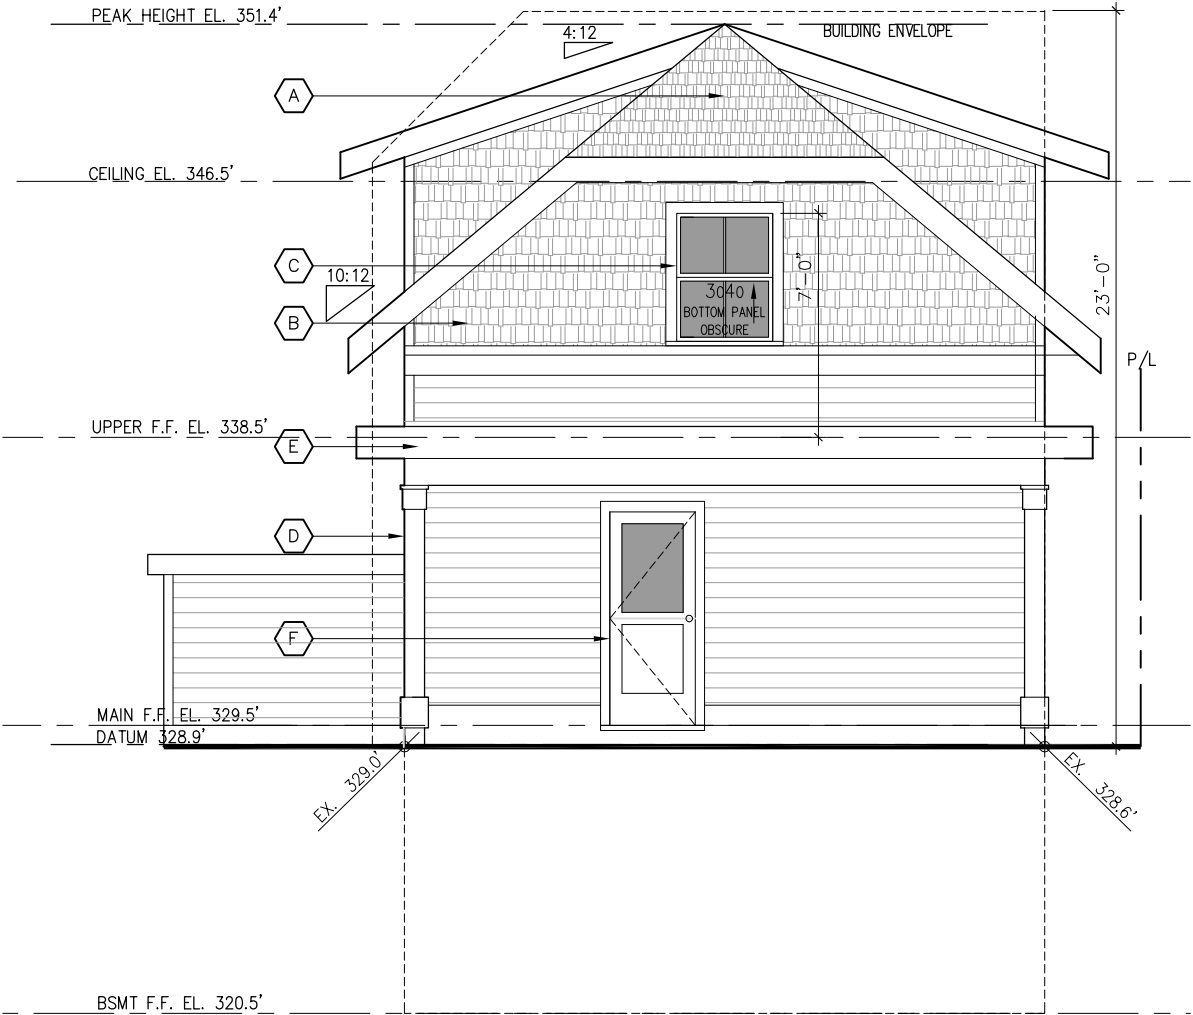 PEAK HEIGHT EL. 351.4'
4:12
BUILDING ENVELOPE
A
CEILING EL. 346.5'
C
10:12
B
3040
BOTTOM PANEL
OBSCURE
7'-0"
23'-0"
P/L
UPPER F.F. EL. 338.5'
E
D
F
MAIN F.F. EL. 329.5'
DATUM 328.9'
EX. 329.0'
EX. 328.6'
BSMT F.F. EL. 320.5'